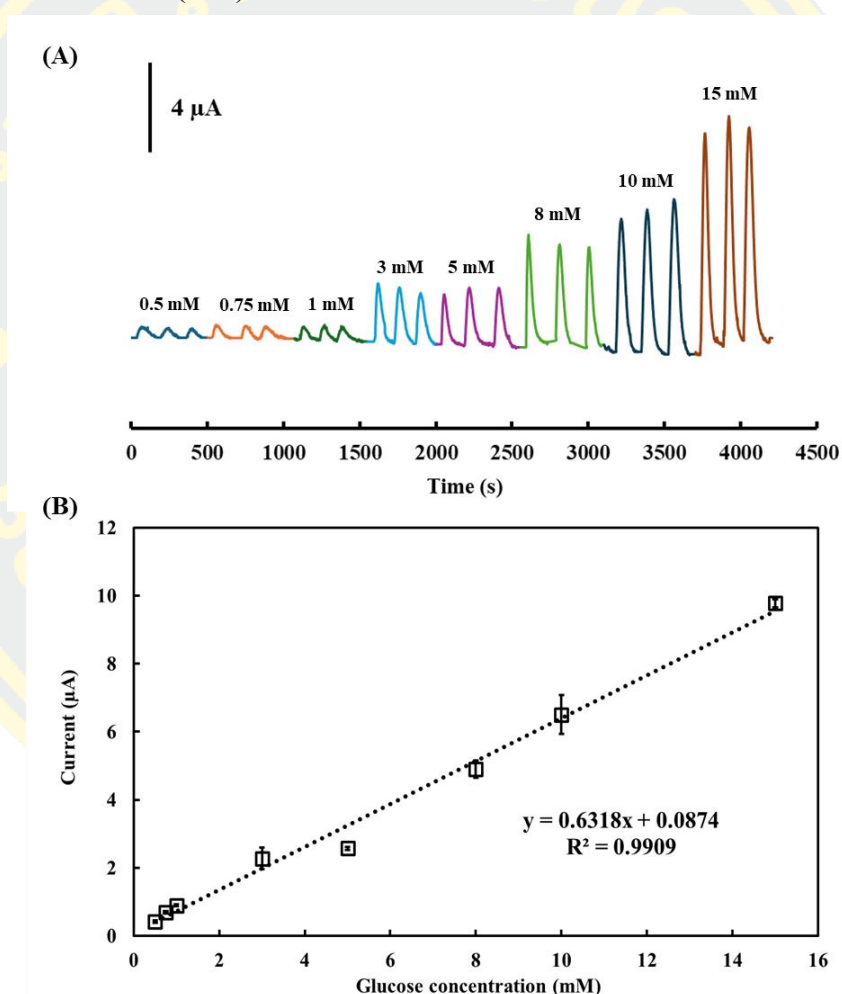 (A)
4 µA
15 mM
10 mM
8 mM
3 mM 5 mM
0.5 mM 0.75 mM 1 mM
0 500 1000 1500 2000 2500 3000 3500 4000 4500
Time (s)
(B)
12
10
8
6
4
2
0
Current (µA)
y = 0.6318x + 0.0874
R² = 0.9909
0 2 4 6 8 10 12 14 16
Glucose concentration (mM)